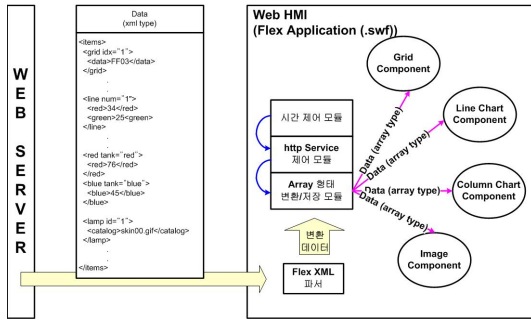 WEB SERVER
Data
(xml type)
<items>
<grid idx="1">
<data>FF03</data>
</grid>
.
.
<line num="1">
<red>34</red>
<green>25<green>
</line>
.
.
<red tank="red">
<red>76</red>
</red>
<blue tank="blue">
<blue>45</blue>
</blue>
<lamp id="1">
<catalog>skin00.gif</catalog>
</lamp>
.
.
</items>
Web HMI
(Flex Application (.swf))
시간 제어 모듈
http Service
제어 모듈
Array 형태
변환/저장 모듈
변환
데이터
Flex XML
파서
Data (array type)
Data (array type)
Data (array type)
Data (array type)
Grid
Component
Line Chart
Component
Column Chart
Component
Image
Component